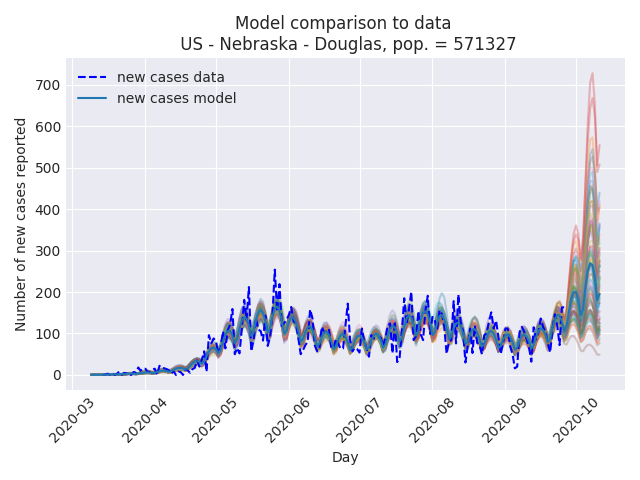 Model comparison to data
US - Nebraska - Douglas, pop. = 571327
new cases data
new cases model
Number of new cases reported
700
600
500
400
300
200
100
0
2020-03
2020-04
2020-05
2020-06
2020-07
2020-08
2020-09
2020-10
Day